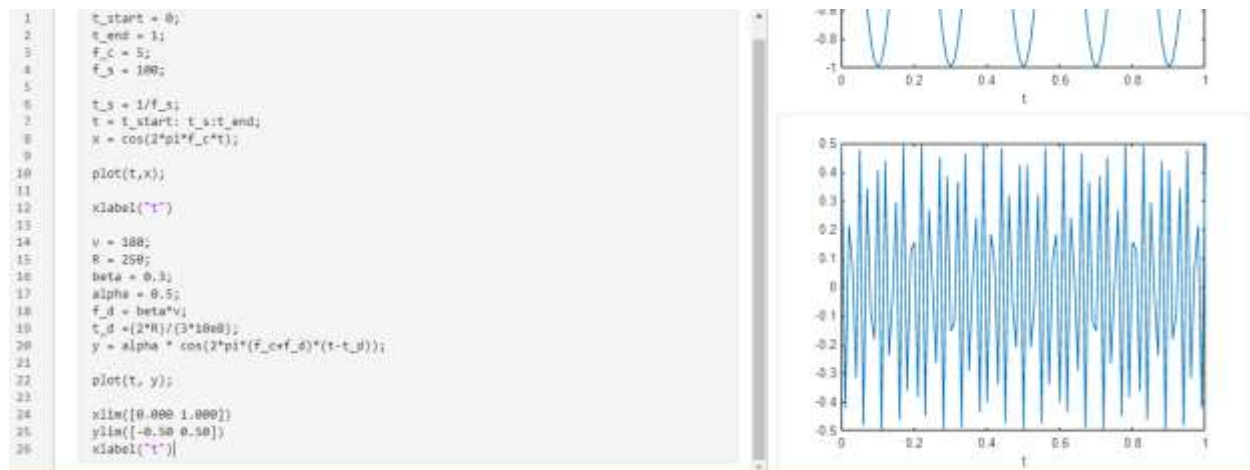 1 t_start = 0;
2 t_end = 1;
3 f_c = 5;
4 f_s = 100;
5
6 t_s = 1/f_s;
7 t = t_start: t_s:t_end;
8 x = cos(2*pi*f_c*t);
9
10 plot(t,x);
11
12 xlabel("t")
13
14 v = 180;
15 R = 250;
16 beta = 0.3;
17 alpha = 0.5;
18 f_d = beta*v;
19 t_d =(2*R)/(3*10e8);
20 y = alpha * cos(2*pi*(f_c+f_d)*(t-t_d));
21
22 plot(t, y);
23
24 xlim([0.000 1.000])
25 ylim([-0.50 0.50])
26 xlabel("t")
-0.8
-1
0 0.2 0.4 0.6 0.8 1
t
0.5
0.4
0.3
0.2
0.1
0
-0.1
-0.2
-0.3
-0.4
-0.5
0 0.2 0.4 0.6 0.8 1
t